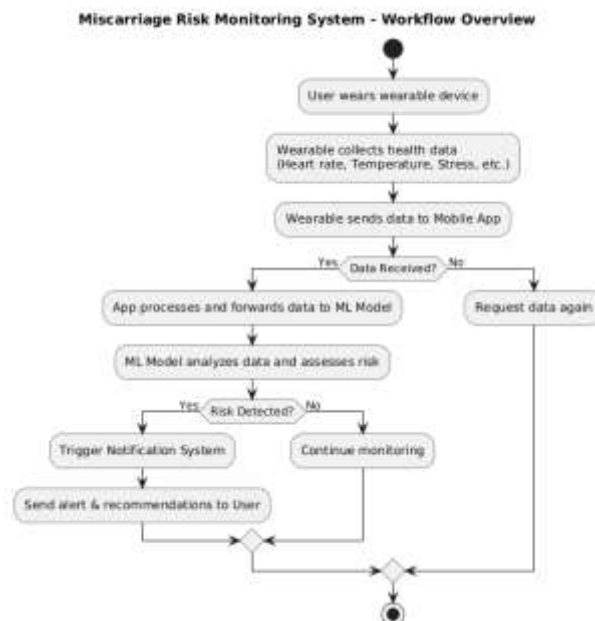 Miscarriage Risk Monitoring System – Workflow Overview
User wears wearable device
Wearable collects health data
(Heart rate, Temperature, Stress, etc.)
Wearable sends data to Mobile App
Yes
Data Received?
No
App processes and forwards data to ML Model
Request data again
ML Model analyzes data and assesses risk
Yes
Risk Detected?
No
Trigger Notification System
Continue monitoring
Send alert & recommendations to User